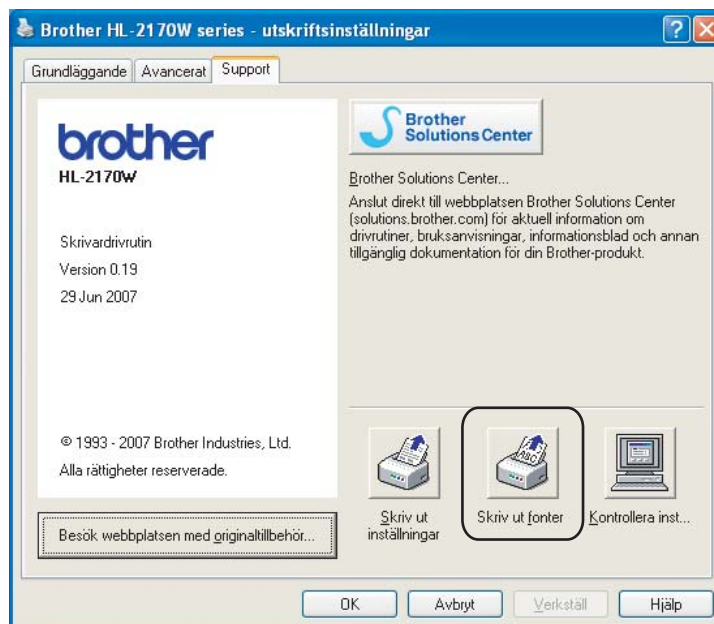 Brother HL-2170W series - utskriftsinställningar
Grundläggande
Avancerat
Support
brother
HL-2170W
Skrivardrivrutin
Version 0.19
29 Jun 2007
© 1993 - 2007 Brother Industries, Ltd.
Alla rättigheter reserverade.
Besök webbplatsen med originaltillbehör...
Brother
Solutions Center
Brother Solutions Center...
Anslut direkt till webbplatsen Brother Solutions Center
(solutions.brother.com) för aktuell information om
drivrutiner, bruksanvisningar, informationsblad och annan
tillgänglig dokumentation för din Brother-produkt.
ABC
Skriv ut
inställningar
Skriv ut fonter
Kontrollera inst...
OK
Avbryt
Verkställ
Hjälp